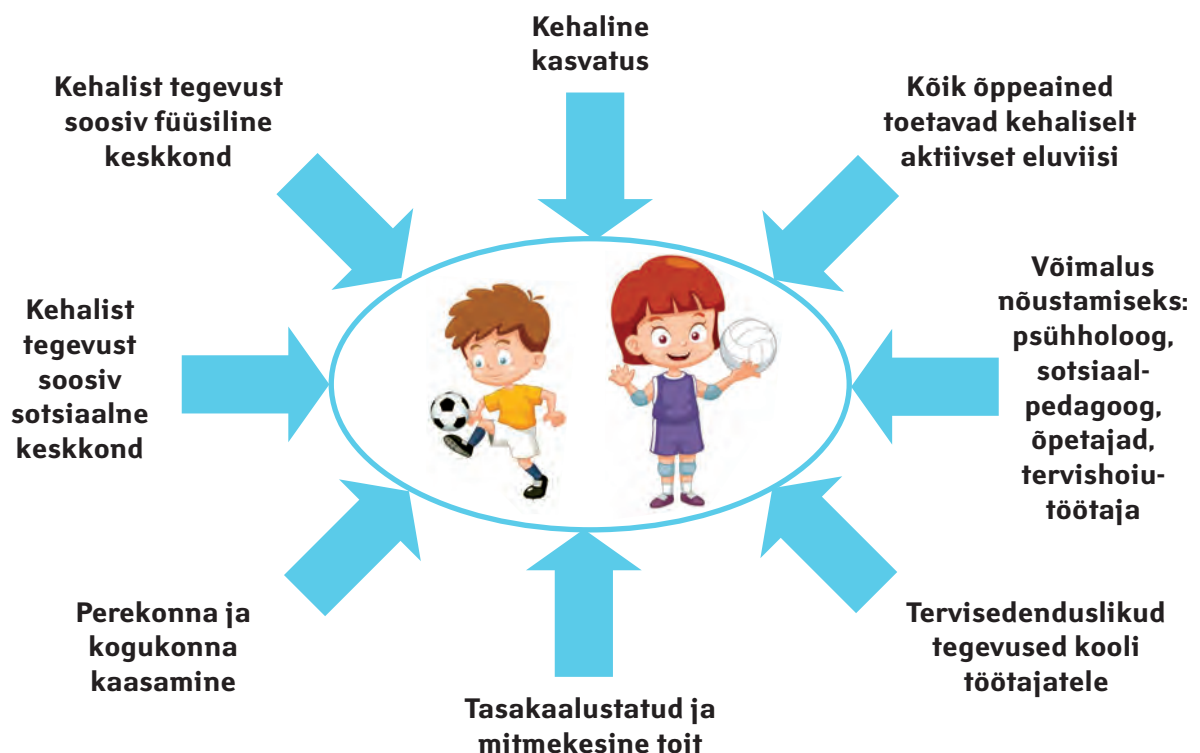 Kehaline
kasvatus
Kõik õppeained
toetavad kehaliselt
aktiivset eluviisi
Võimalus
nõustamiseks:
psühholoog,
sotsiaal-
pedagoog,
õpetajad,
tervishoiu-
töötaja
Tervisedenduslikud
tegevused kooli
töötajatele
Tasakaalustatud ja
mitmekesine toit
Perekonna ja
kogukonna
kaasamine
Kehalist
tegevust
soosiv
sotsiaalne
keskkond
Kehalist tegevust
soosiv füüsiline
keskkond